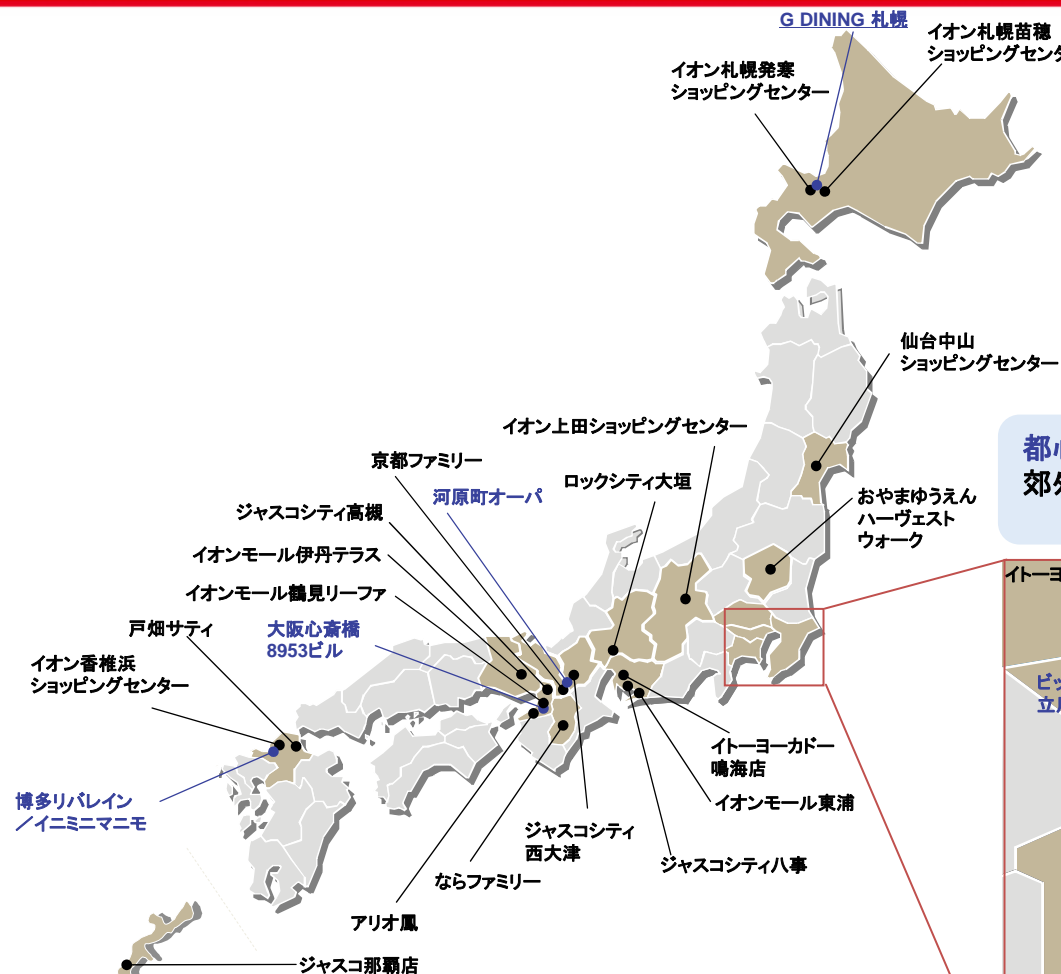 G DINING 札幌
イオン札幌苗穂
ショッピングセン
イオン札幌発寒
ショッピングセンター
仙台中山
ショッピングセンター
イオン上田ショッピングセンター
京都ファミリー
ロックシティ大垣
河原町オーパ
おやまゆうえん
ハーヴェスト
ウォーク
ジャスコシティ高槻
イオンモール伊丹テラス
イオンモール鶴見リーファ
戸畑サティ
大阪心斎橋
8953ビル
イオン香椎浜
ショッピングセンター
都
郊外
イトーヨ
ビッ
立川
イトーヨーカドー
鳴海店
イオンモール東浦
博多リバレイン
／イニミニマニモ
ジャスコシティ
西大津
ジャスコシティ八事
ならファミリー
アリオ鳳
ジャスコ那覇店